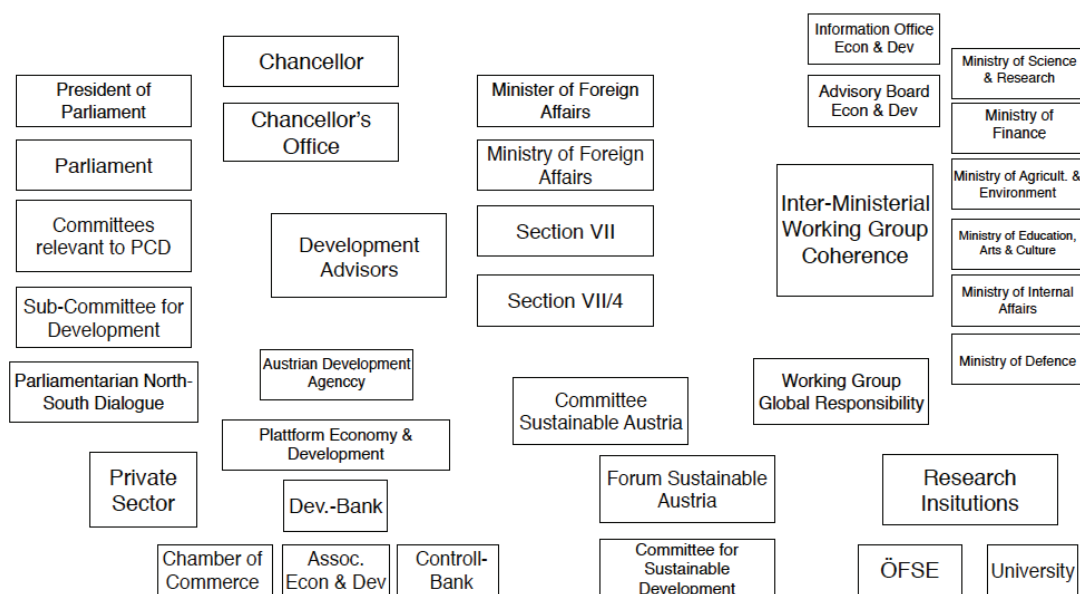 President of
Parliament
Parliament
Committees
relevant to PCD
Sub-Committee for
Development
Parliamentarian North-
South Dialogue
Private
Sector
Chancellor
Chancellor's
Office
Development
Advisors
Austrian Development
Agenccy
Plattform Economy &
Development
Dev.-Bank
Chamber of
Commerce
Assoc.
Econ & Dev
Controll-
Bank
Minister of Foreign
Affairs
Ministry of Foreign
Affairs
Section VII
Section VII/4
Committee
Sustainable Austria
Forum Sustainable
Austria
Committee for
Sustainable
Development
Information Office
Econ & Dev
Advisory Board
Econ & Dev
Inter-Ministerial
Working Group
Coherence
Working Group
Global Responsibility
Ministry of Science
& Research
Ministry of
Finance
Ministry of Agricult. &
Environment
Ministry of Education,
Arts & Culture
Ministry of Internal
Affairs
Ministry of Defence
Research
Insitutions
ÖFSE
University